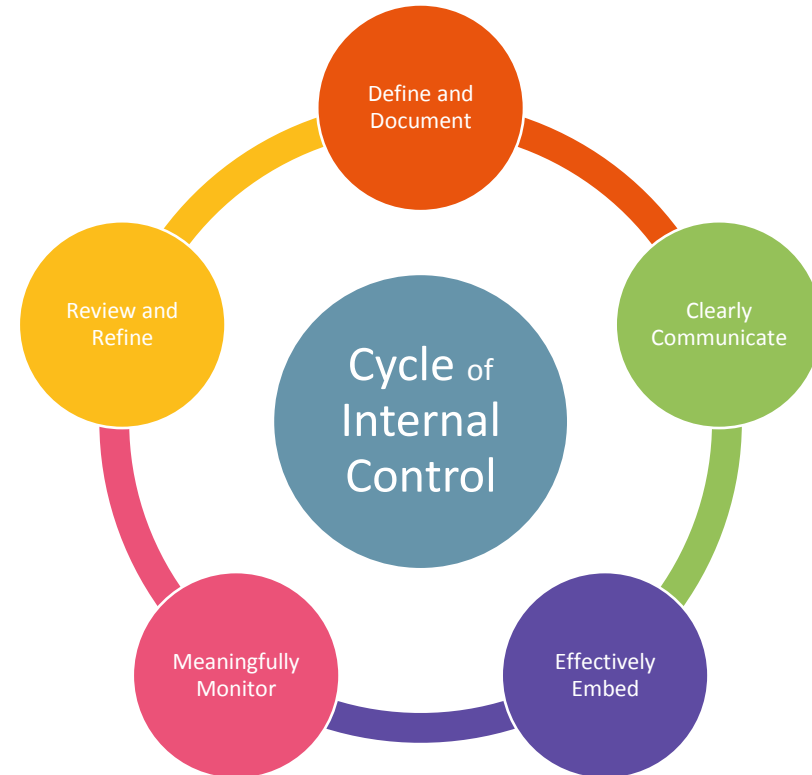 Define and
Document
Clearly
Communicate
Effectively
Embed
Meaningfully
Monitor
Review and
Refine
Cycle of
Internal
Control